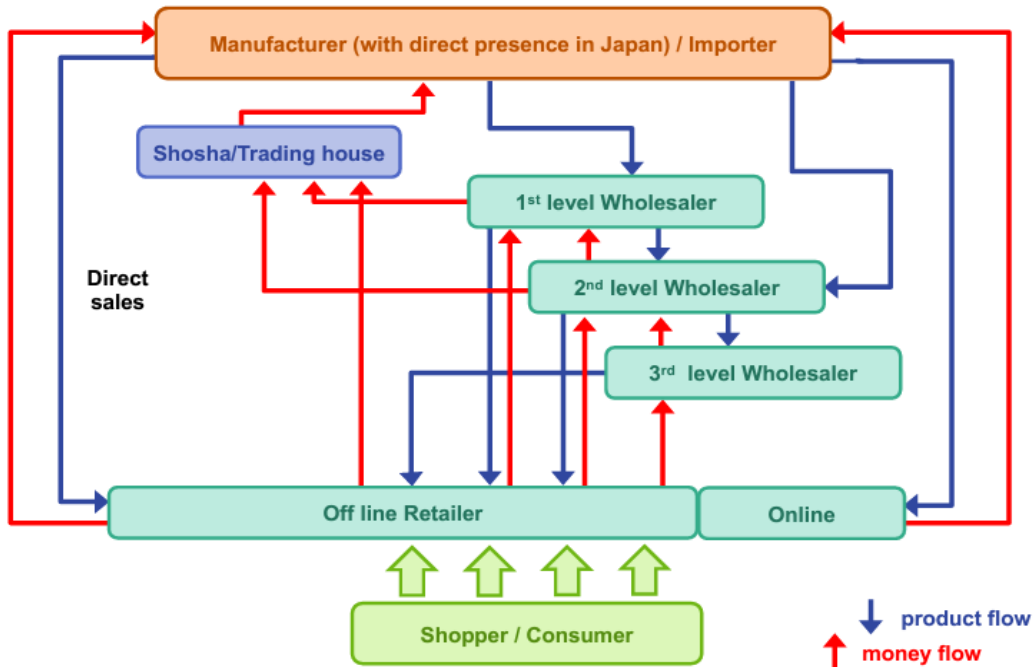 Manufacturer (with direct presence in Japan) / Importer
Shosha/Trading house
1st level Wholesaler
Direct
sales
2nd level Wholesaler
3rd level Wholesaler
Off line Retailer
Online
Shopper / Consumer
product flow
money flow